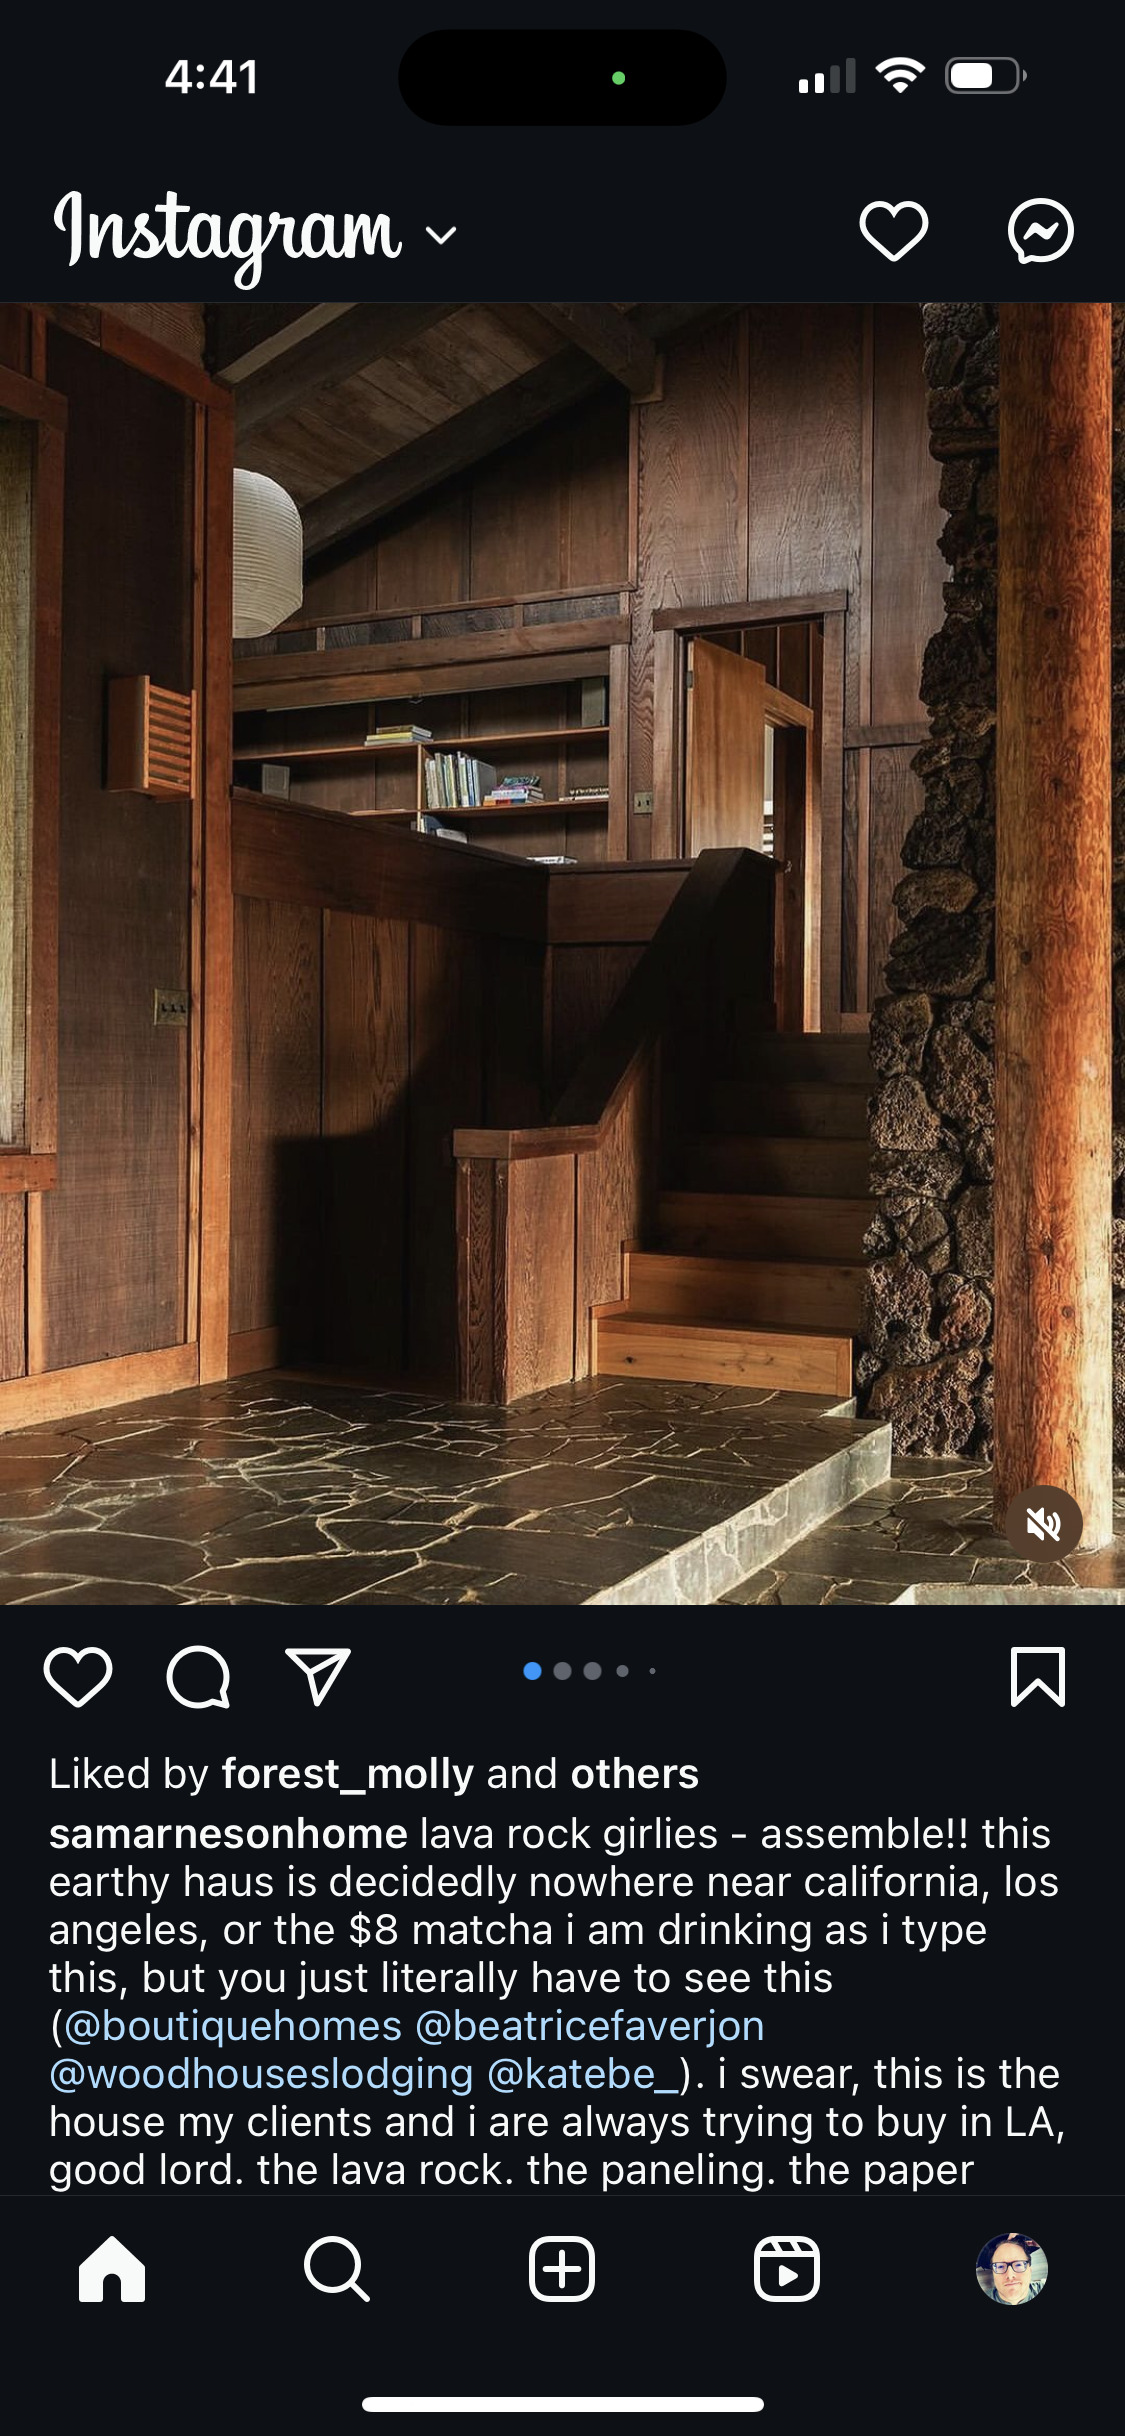 4:41
Instagram
Liked by forest_molly and others
samarnesonhome lava rock girlies - assemble!! this
earthy haus is decidedly nowhere near california, los
angeles, or the $8 matcha i am drinking as i type
this, but you just literally have to see this
(@boutiquehomes @beatricefaverjon
@woodhouseslodging @katebe_). i swear, this is the
house my clients and i are always trying to buy in LA,
good lord. the lava rock. the paneling. the paper